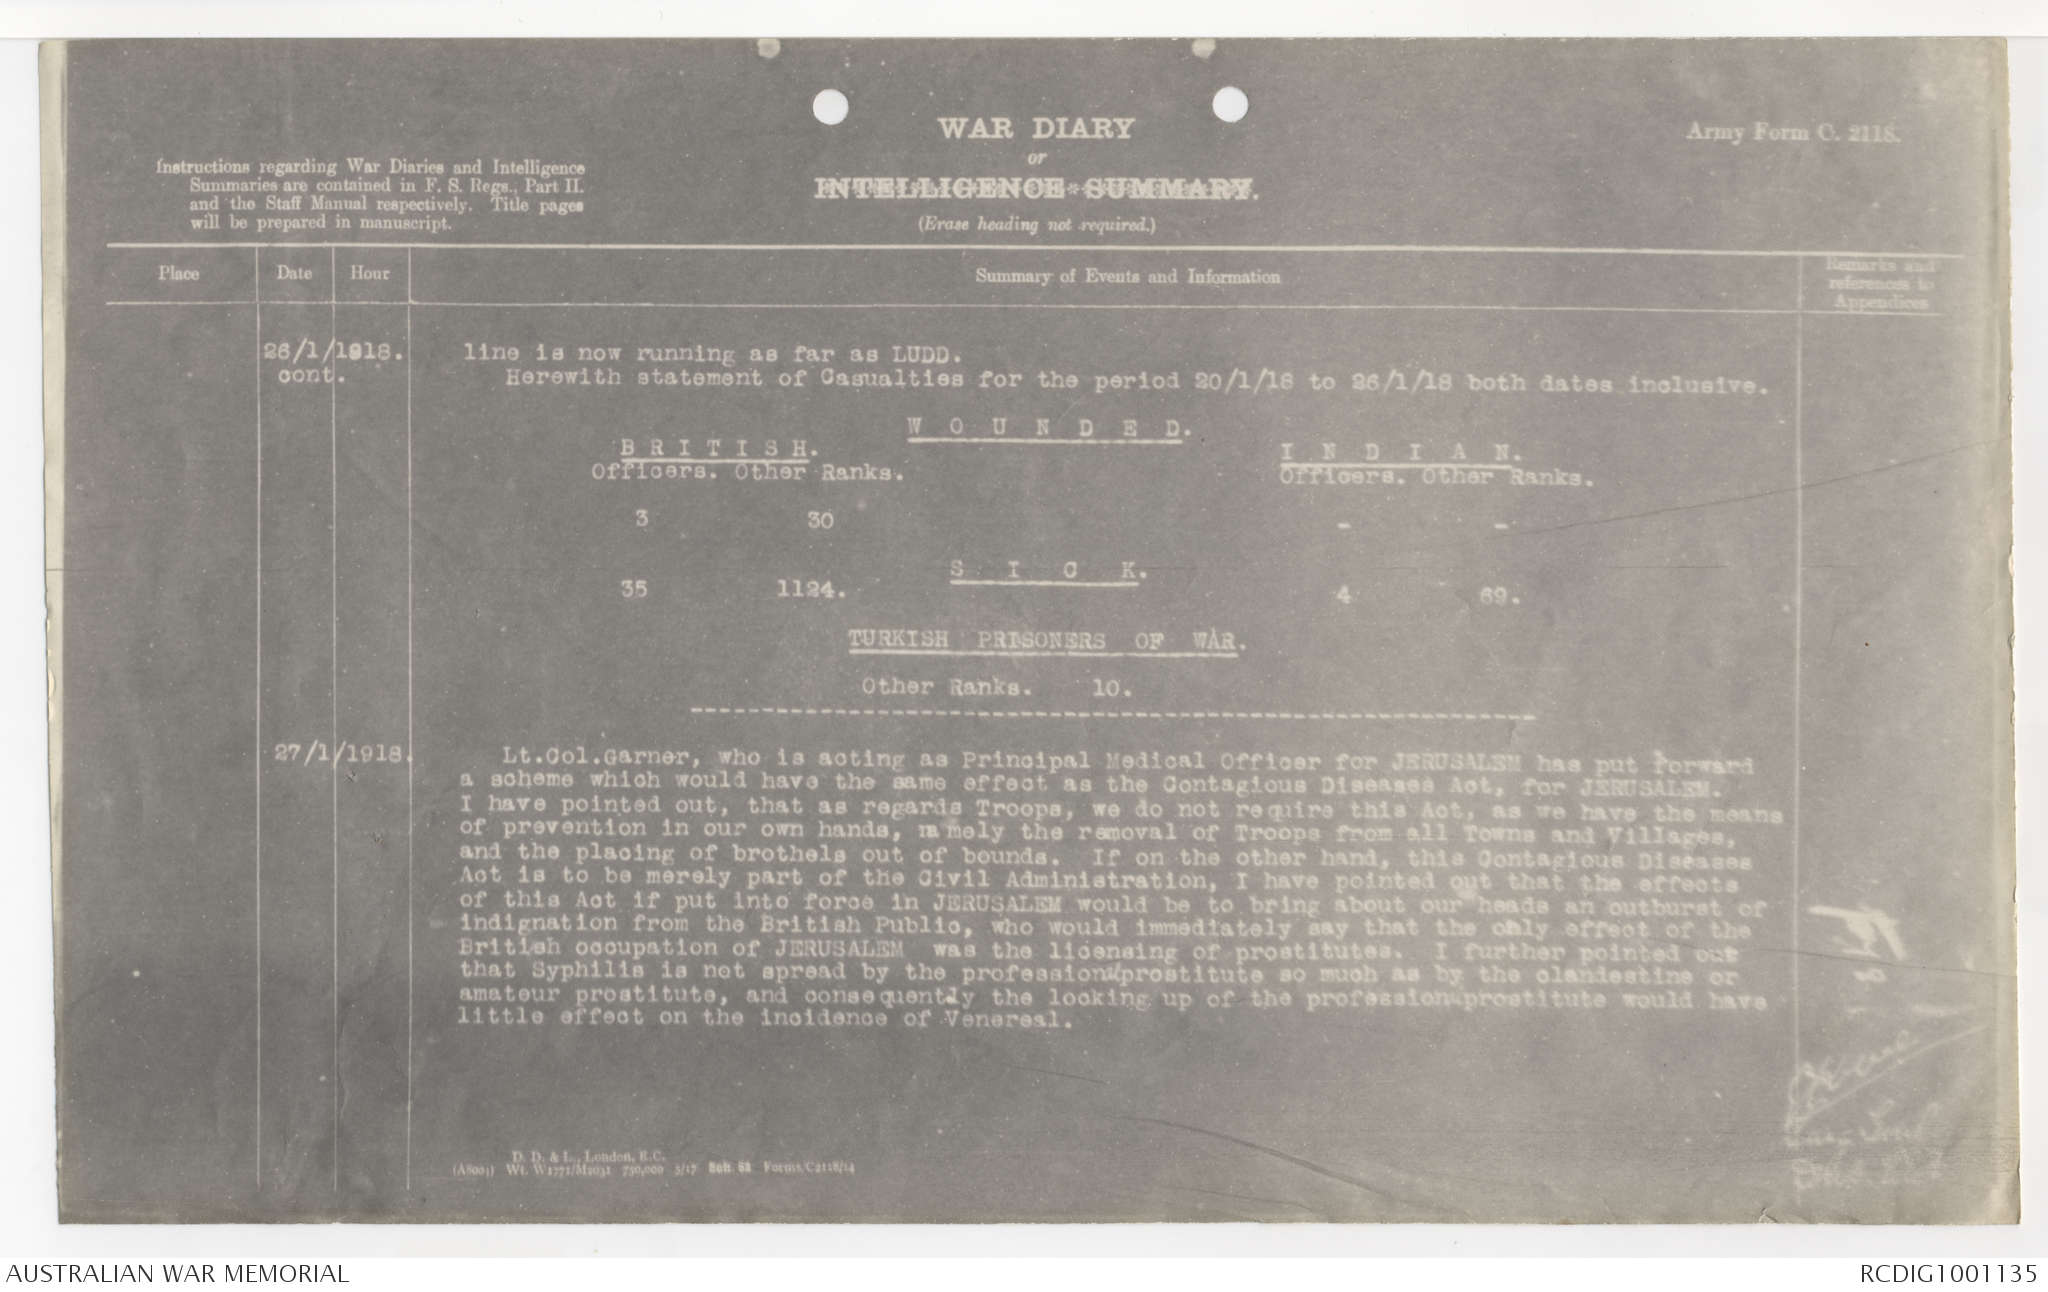 WAR DIARY
or
INTELLIGENCE SUMMARY.
(Erase heading not required.)
Army Form C. 2118.
Instructions regarding War Diaries and Intelligence
Summaries are contained in F. S. Regs., Part II.
and the Staff Manual respectively. Title pages
will be prepared in manuscript.
Place Date Hour Summary of Events and Information Remarks and
references to
Appendices
26/1/1918. line is now running as far as LUDD.
cont. Herewith statement of Casualties for the period 20/1/18 to 26/1/18 both dates inclusive.
W O U N D E D.
B R I T I S H. I N D I A N.
Officers. Other Ranks. Officers. Other Ranks.
3 30 - -
S I C K.
35 1124. 4 69.
TURKISH PRISONERS OF WAR.
Other Ranks. 10.
27/1/1918. Lt.Col.Garner, who is acting as Principal Medical Officer for JERUSALEM has put forward
a scheme which would have the same effect as the Contagious Diseases Act, for JERUSALEM.
I have pointed out, that as regards Troops, we do not require this Act, as we have the means
of prevention in our own hands, namely the removal of Troops from all Towns and Villages,
and the placing of brothels out of bounds. If on the other hand, this Contagious Diseases
Act is to be merely part of the Civil Administration, I have pointed out that the effects
of this Act if put into force in JERUSALEM would be to bring about our heads an outburst of
indignation from the British Public, who would immediately say that the only effect of the
British occupation of JERUSALEM was the licensing of prostitutes. I further pointed out
that Syphilis is not spread by the professional prostitute so much as by the clandestine or
amateur prostitute, and consequently the locking up of the professional prostitute would have
little effect on the incidence of Venereal.
D. D. & L., London, E.C.
(A8001) Wt. W1771/M2031 750,000 5/17 Sch. 52 Forms/C2118/14
AUSTRALIAN WAR MEMORIAL
RCDIG1001135